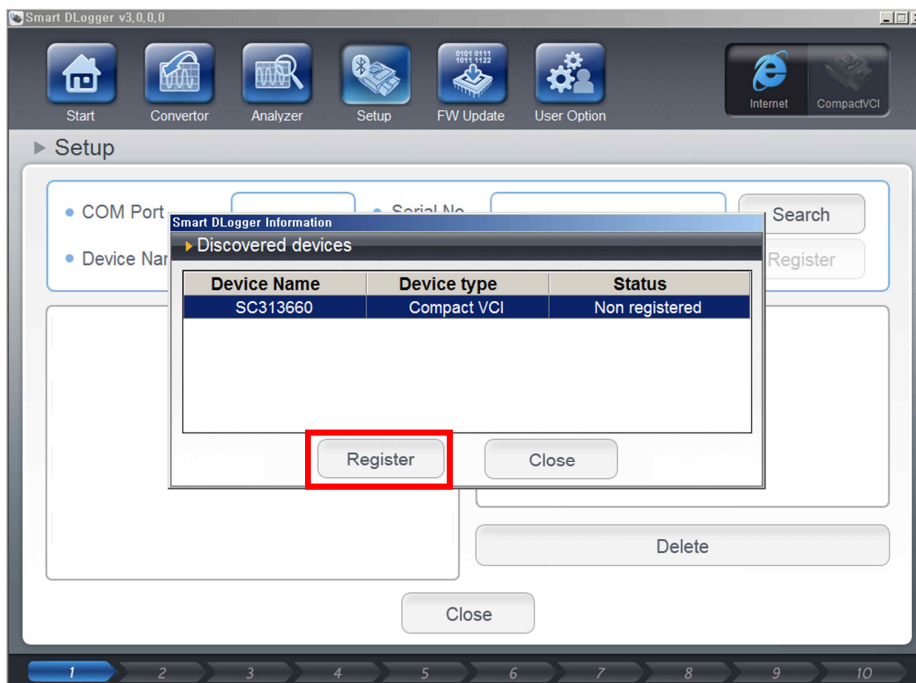 Smart DLogger v3,0,0,0
0101 0111
1011 1122
Start Convertor Analyzer Setup FW Update User Option Internet CompactVCI
Setup
COM Port Serial No Search
Smart DLogger Information
Discovered devices
Device Nar Register
Device Name Device type Status
SC313660 Compact VCI Non registered
Register Close
Delete
Close
1 2 3 4 5 6 7 8 9 10